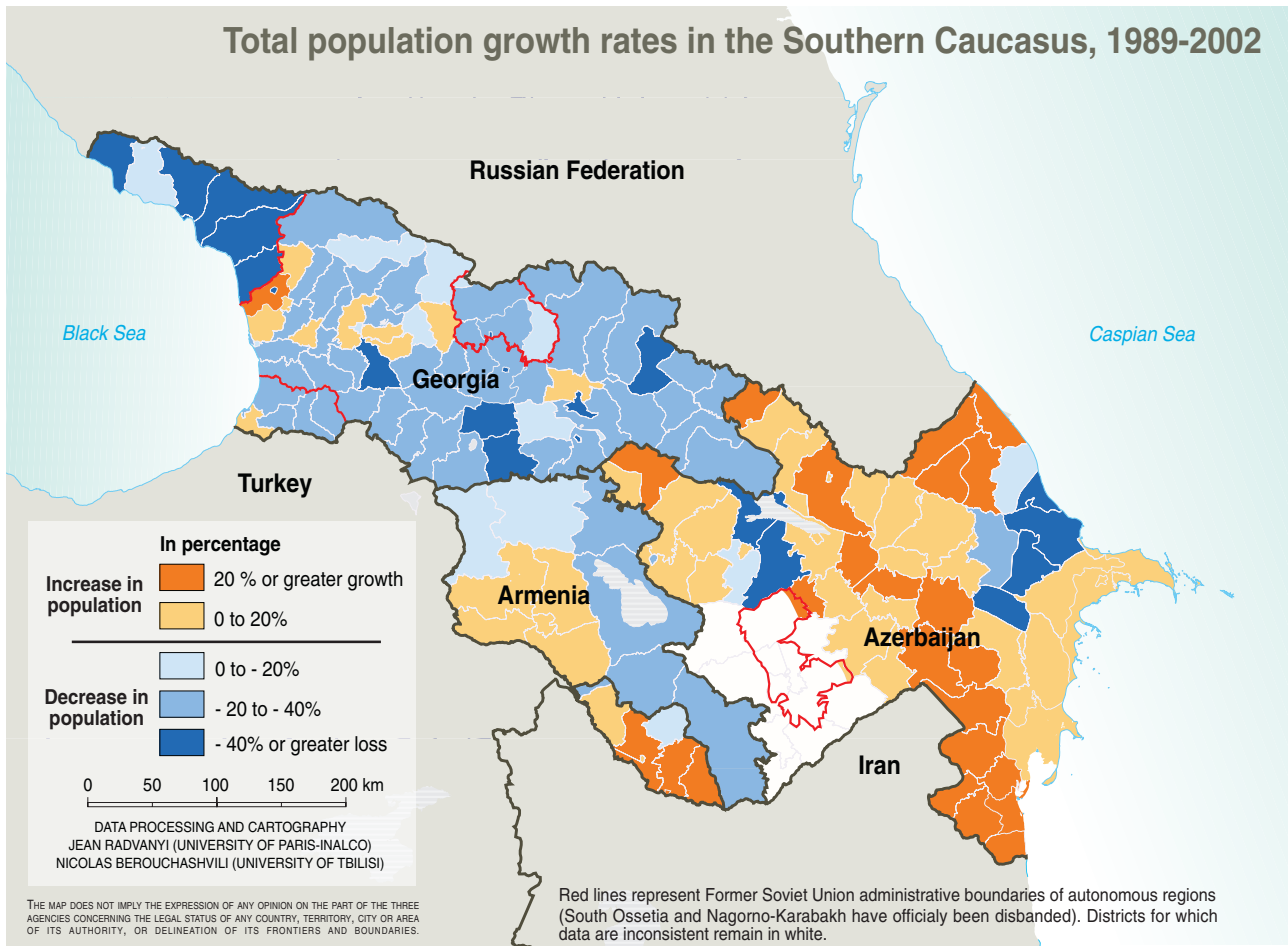 Total population growth rates in the Southern Caucasus, 1989-2002
Russian Federation
Black Sea
Caspian Sea
Georgia
Turkey
Armenia
Azerbaijan
Iran
In percentage
Increase in
population
20 % or greater growth
0 to 20%
Decrease in
population
0 to - 20%
- 20 to - 40%
- 40% or greater loss
0 50 100 150 200 km
DATA PROCESSING AND CARTOGRAPHY
JEAN RADVANYI (UNIVERSITY OF PARIS-INALCO)
NICOLAS BEROUCHASHVILI (UNIVERSITY OF TBILISI)
THE MAP DOES NOT IMPLY THE EXPRESSION OF ANY OPINION ON THE PART OF THE THREE
AGENCIES CONCERNING THE LEGAL STATUS OF ANY COUNTRY, TERRITORY, CITY OR AREA
OF ITS AUTHORITY, OR DELINEATION OF ITS FRONTIERS AND BOUNDARIES.
Red lines represent Former Soviet Union administrative boundaries of autonomous regions
(South Ossetia and Nagorno-Karabakh have officialy been disbanded). Districts for which
data are inconsistent remain in white.